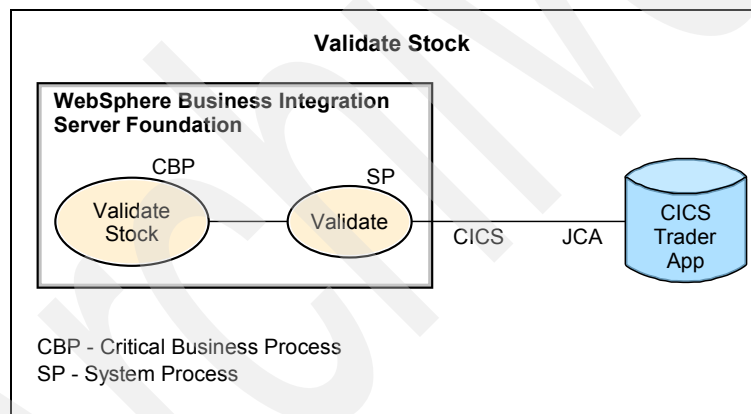 Validate Stock
WebSphere Business Integration
Server Foundation
CBP
SP
Validate
Stock
Validate
CICS
JCA
CICS
Trader
App
CBP - Critical Business Process
SP - System Process